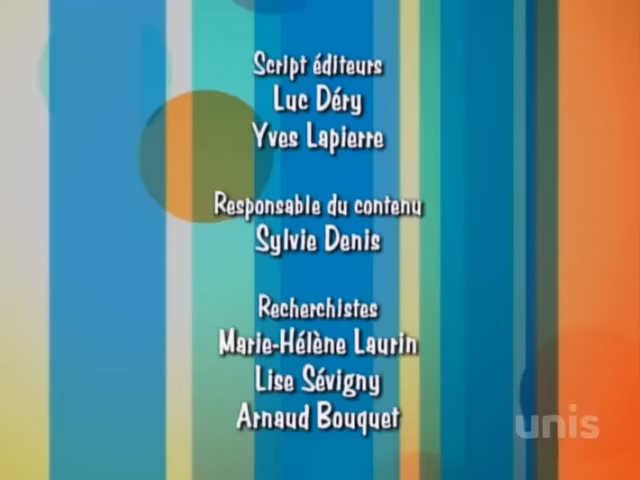 Script éditeurs
Luc Déry
Yves Lapierre
Responsable du contenu
Sylvie Denis
Recherchistes
Marie-Hélène Laurin
Lise Sévigny
Arnaud Bouquet
unis